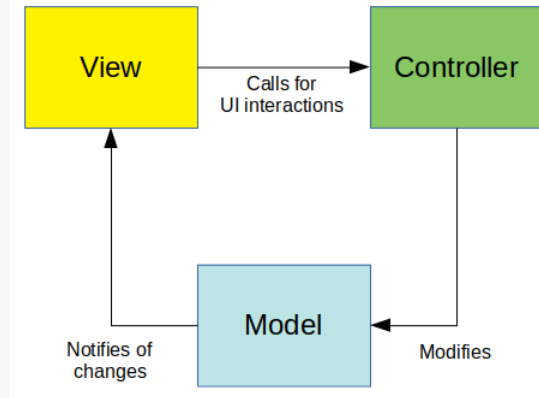 View
Controller
Calls for
UI interactions
Model
Notifies of
changes
Modifies